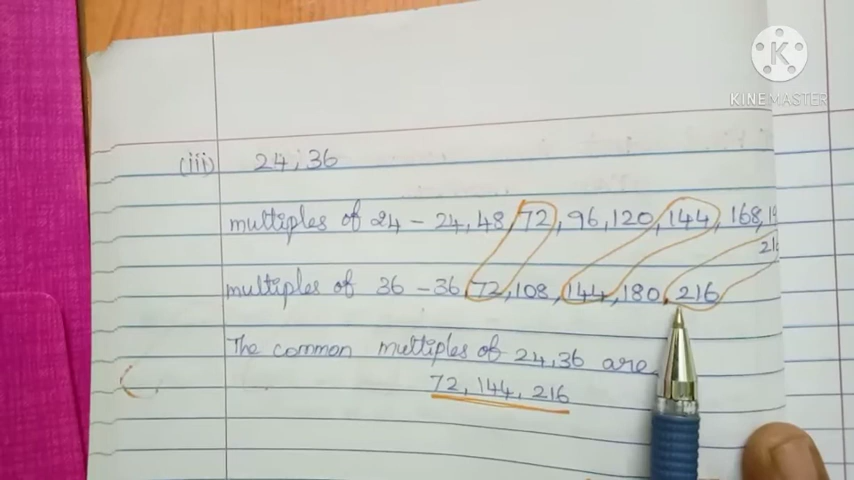 KINEMASTER
(iii) 24, 36
multiples of 24 - 24, 48, 72, 96, 120, 144, 168,
multiples of 36 - 36, 72, 108, 144, 180, 216
The common multiples of 24, 36 are
72, 144, 216